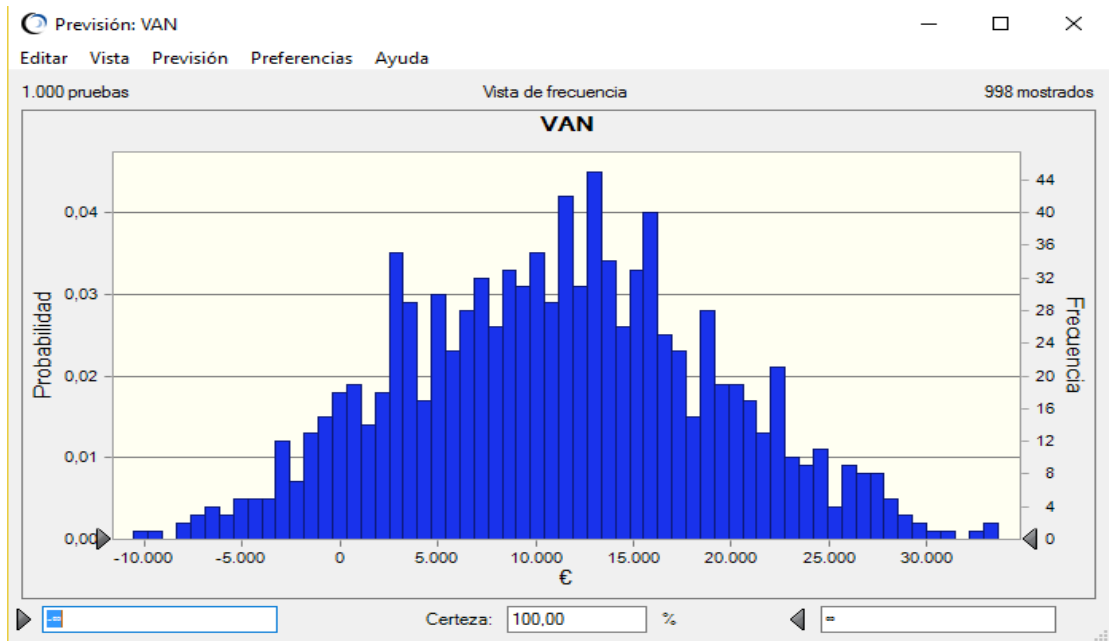 Previsión: VAN
Editar Vista Previsión Preferencias Ayuda
1.000 pruebas Vista de frecuencia 998 mostrados
VAN
Probabilidad
0,04
0,03
0,02
0,01
0,00
44
40
36
32
28
24
20
16
12
8
4
0
Frecuencia
-10.000 -5.000 0 5.000 10.000 15.000 20.000 25.000 30.000
€
-∞ Certeza: 100,00 % ∞